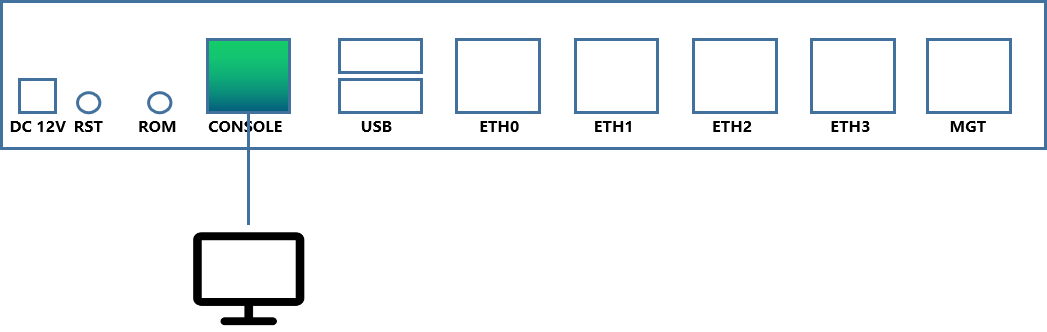 DC 12V RST ROM CONSOLE USB ETH0 ETH1 ETH2 ETH3 MGT